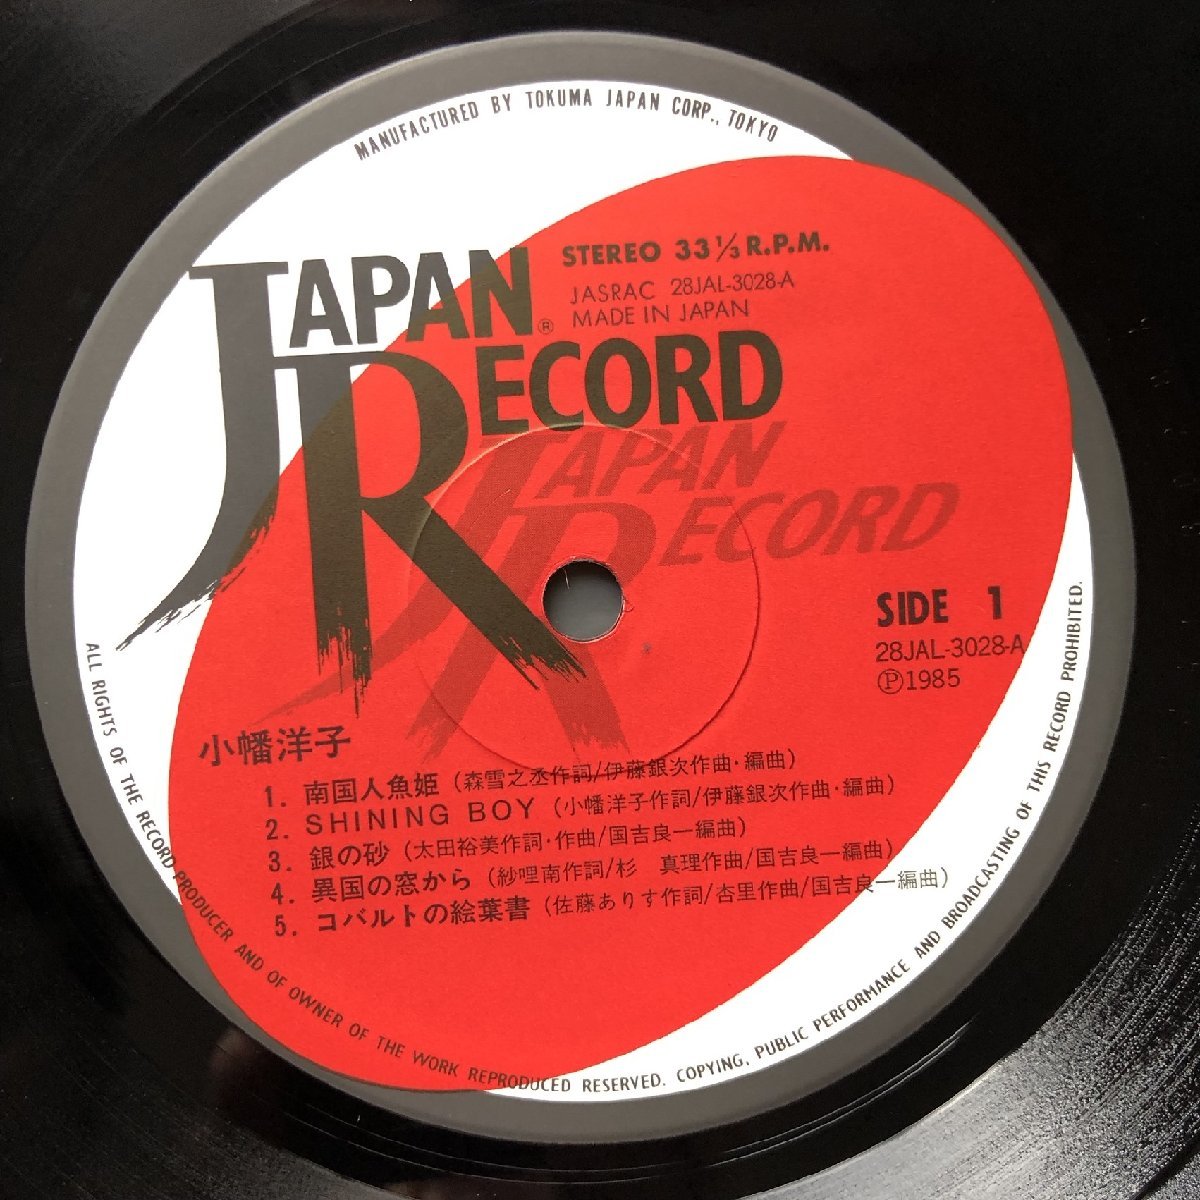 MANUFACTURED BY TOKUMA JAPAN CORP., TOKYO
STEREO 33 1/3 R.P.M.
JASRAC 28JAL-3028-A
MADE IN JAPAN
JAPAN®
RECORD
JAPAN
RECORD
SIDE 1
28JAL-3028-A
Ⓟ1985
小幡洋子
1. 南国人魚姫（森雪之丞作詞/伊藤銀次作曲・編曲）
2. SHINING BOY（小幡洋子作詞/伊藤銀次作曲・編曲）
3. 銀の砂（太田裕美作詞・作曲/国吉良一編曲）
4. 異国の窓から（紗哩南作詞/杉 真理作曲/国吉良一編曲）
5. コバルトの絵葉書（佐藤ありす作詞/杏里作曲/国吉良一編曲）
ALL RIGHTS OF THE RECORD PRODUCER AND OF OWNER OF THE WORK REPRODUCED RESERVED. COPYING, PUBLIC PERFORMANCE AND BROADCASTING OF THIS RECORD PROHIBITED.